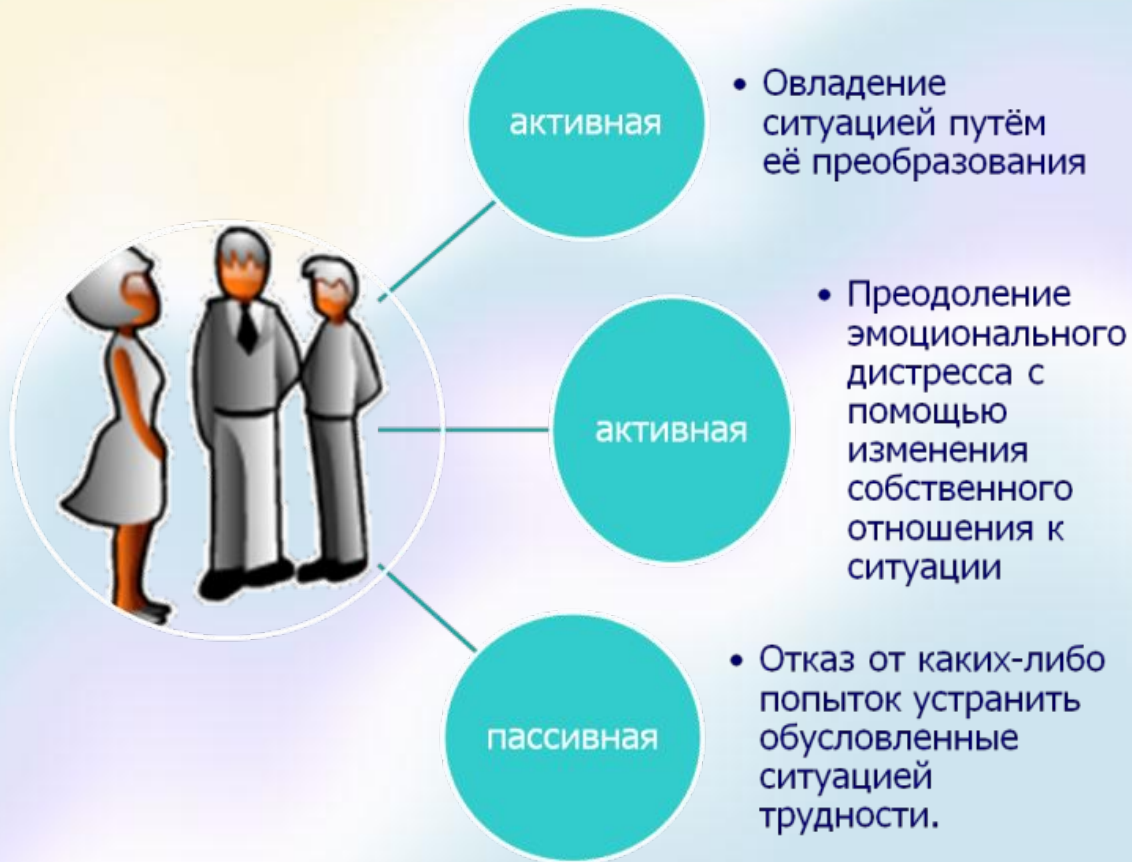 активная
• Овладение
ситуацией путём
её преобразования
активная
• Преодоление
эмоционального
дистресса с
помощью
изменения
собственного
отношения к
ситуации
пассивная
• Отказ от каких-либо
попыток устранить
обусловленные
ситуацией
трудности.